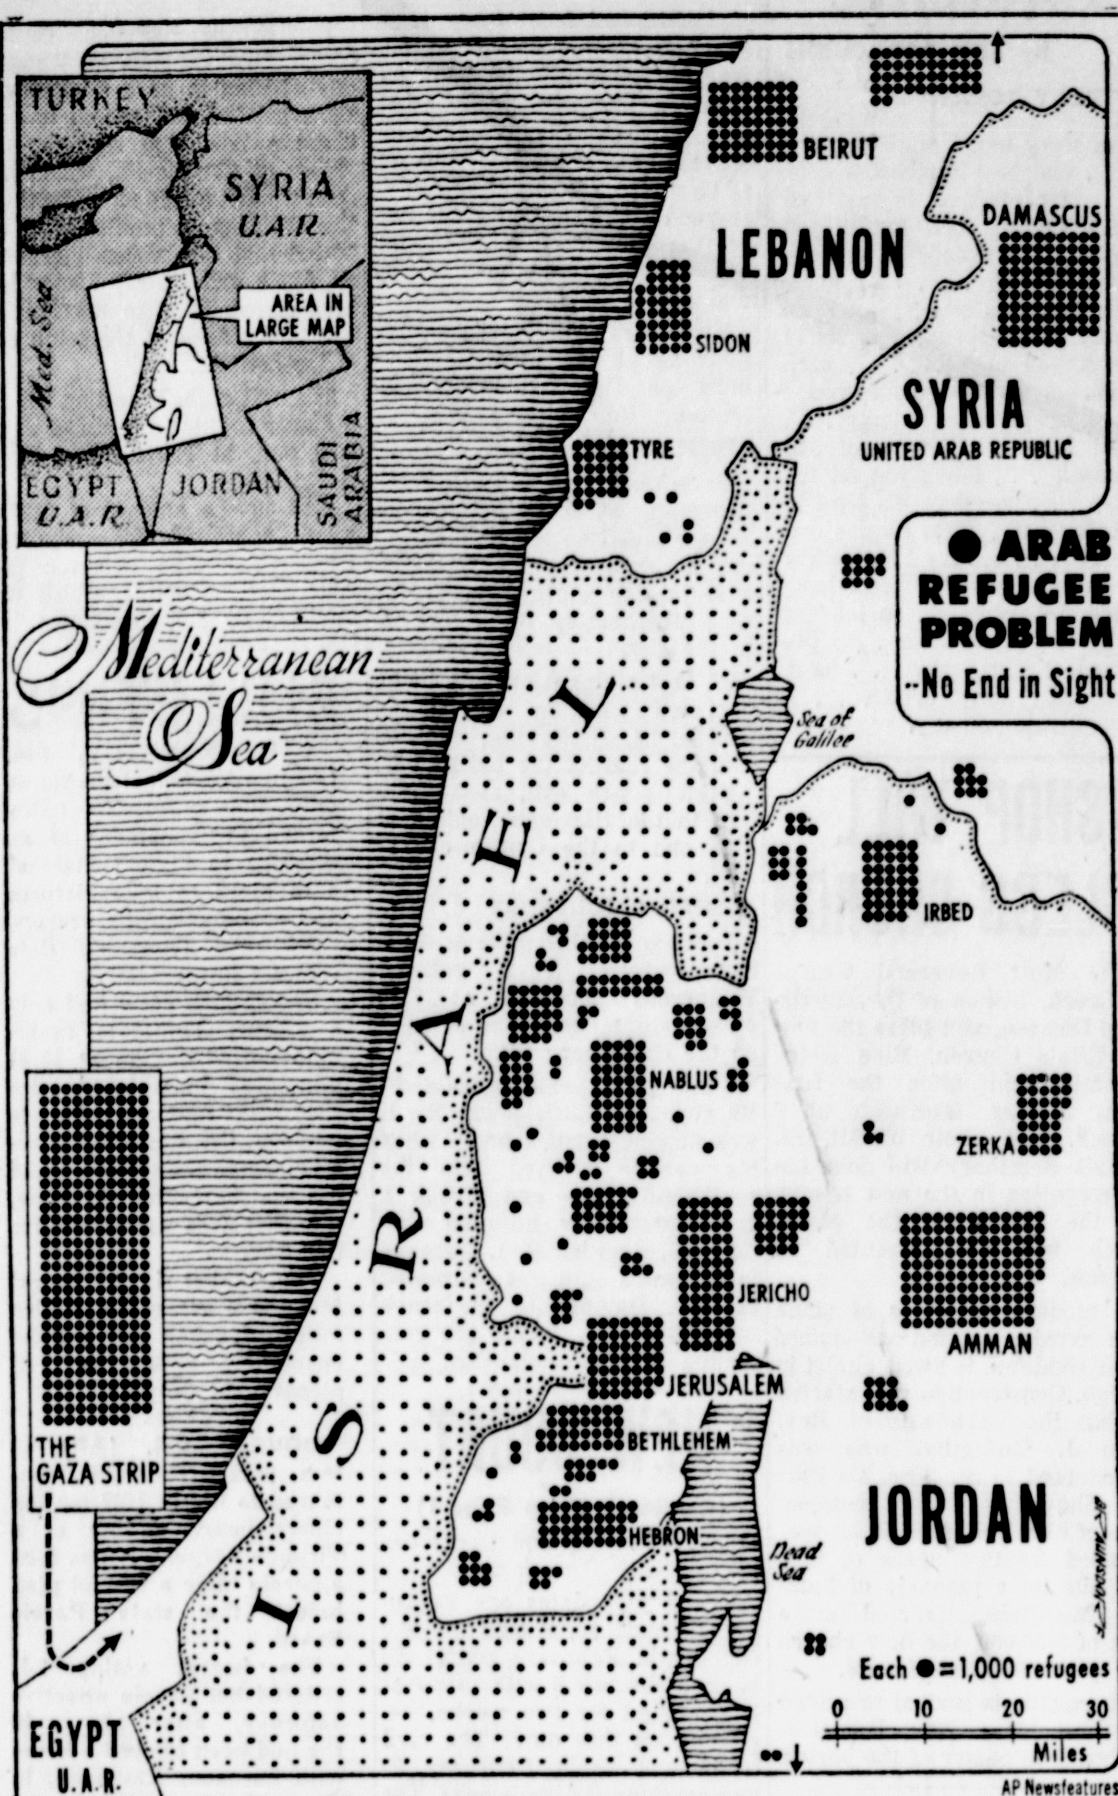 TURKEY
SYRIA
U.A.R.
Med. Sea
AREA IN
LARGE MAP
EGYPT
U.A.R.
JORDAN
SAUDI
ARABIA
BEIRUT
LEBANON
DAMASCUS
SIDON
SYRIA
UNITED ARAB REPUBLIC
TYRE
● ARAB
REFUGEE
PROBLEM
--No End in Sight
Mediterranean
Sea
Sea of
Galilee
IRBED
ISRAEL
NABLUS
ZERKA
JERICHO
AMMAN
JERUSALEM
BETHLEHEM
THE
GAZA STRIP
HEBRON
JORDAN
Dead
Sea
Each ●=1,000 refugees
0 10 20 30
Miles
EGYPT
U.A.R.
AP Newsfeatures